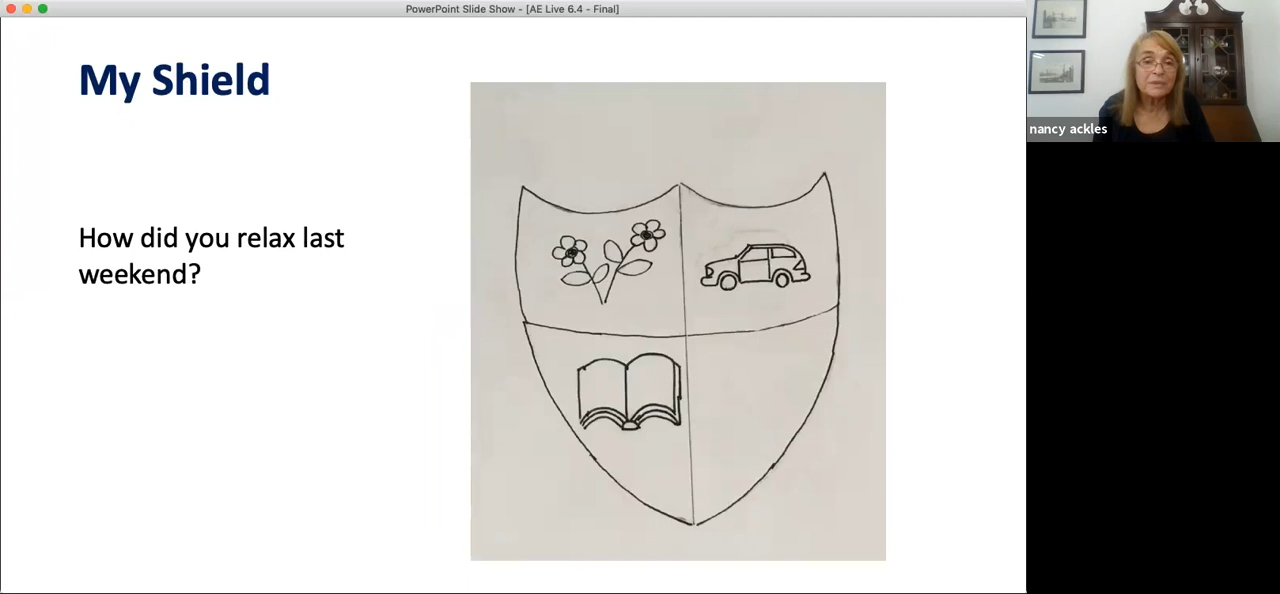 PowerPoint Slide Show - [AE Live 6.4 - Final]
My Shield
How did you relax last
weekend?
nancy ackles